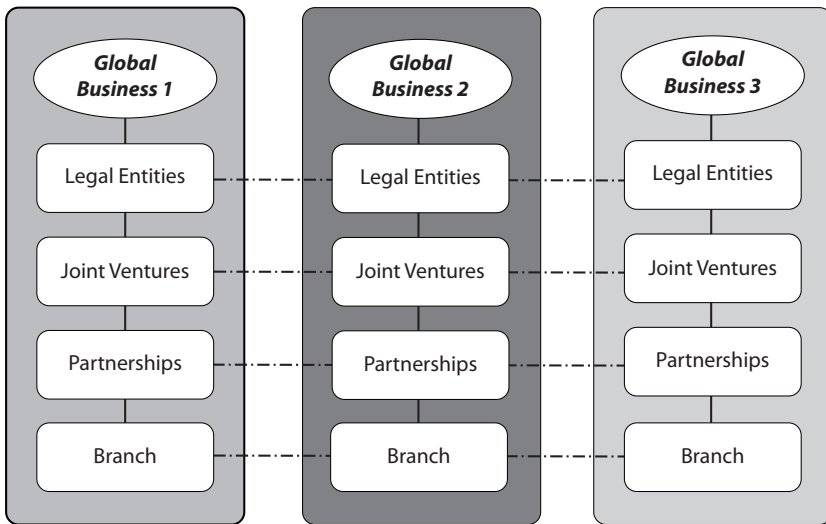 Global
Business 1
Legal Entities
Joint Ventures
Partnerships
Branch
Global
Business 2
Legal Entities
Joint Ventures
Partnerships
Branch
Global
Business 3
Legal Entities
Joint Ventures
Partnerships
Branch